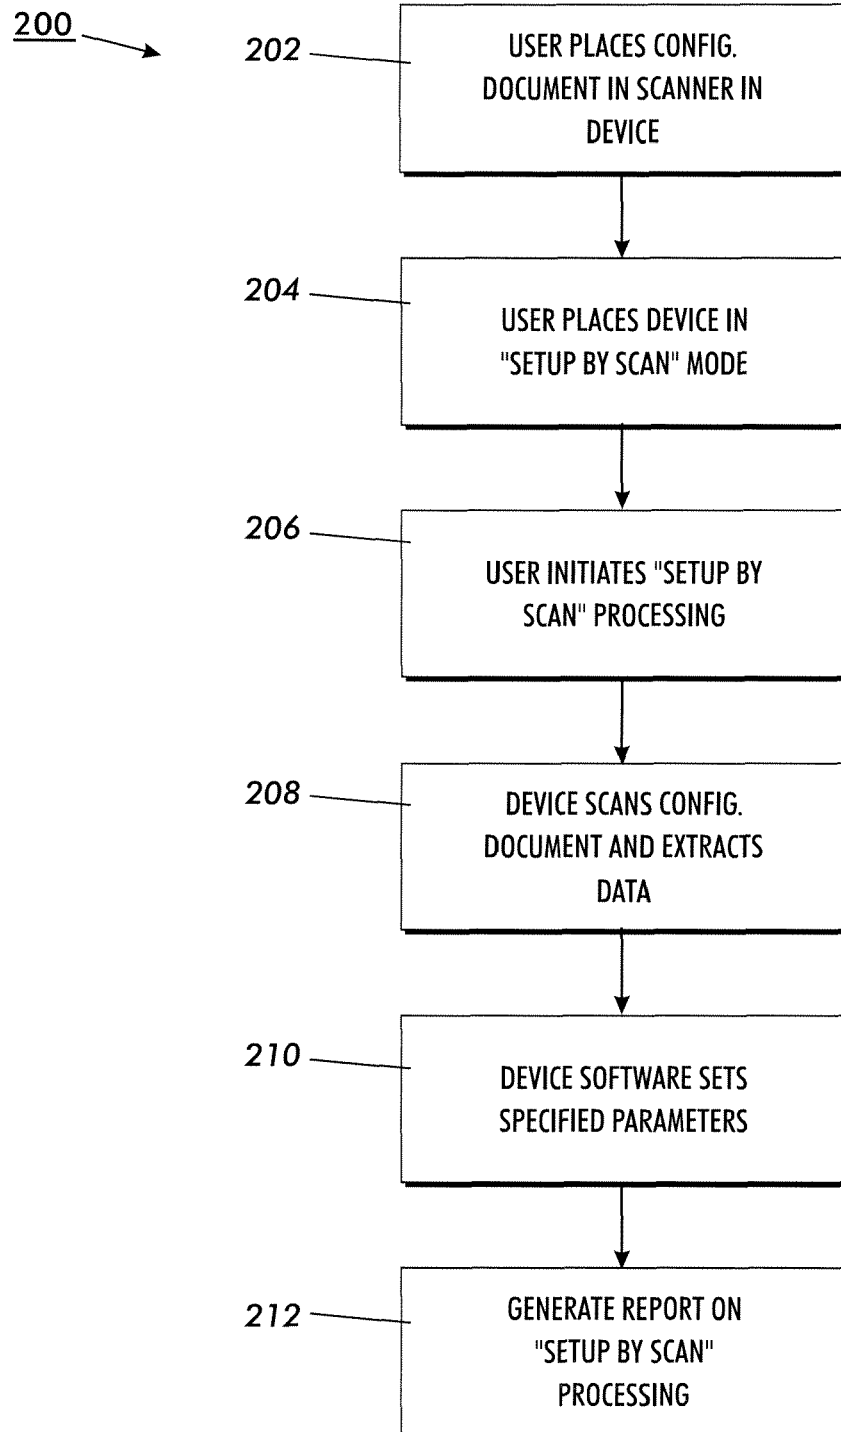 200
202
USER PLACES CONFIG.
DOCUMENT IN SCANNER IN
DEVICE
204
USER PLACES DEVICE IN
"SETUP BY SCAN" MODE
206
USER INITIATES "SETUP BY
SCAN" PROCESSING
208
DEVICE SCANS CONFIG.
DOCUMENT AND EXTRACTS
DATA
210
DEVICE SOFTWARE SETS
SPECIFIED PARAMETERS
212
GENERATE REPORT ON
"SETUP BY SCAN"
PROCESSING